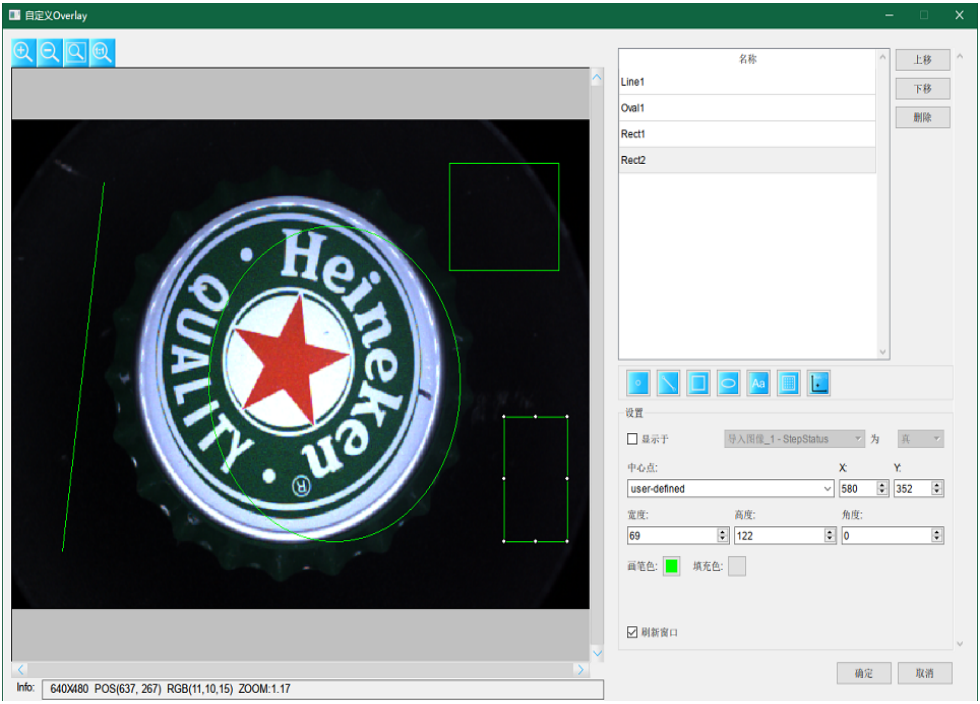 自定义Overlay
1:1
Heineken
QUALITY
®
名称
Line1
Oval1
Rect1
Rect2
上移
下移
删除
Aa
设置
显示于 导入图像_1 - StepStatus 为 真
中心点: X: Y:
user-defined 580 352
宽度: 高度: 角度:
69 122 0
画笔色: 填充色:
刷新窗口
确定 取消
Info: 640X480 POS(637, 267) RGB(11,10,15) ZOOM:1.17